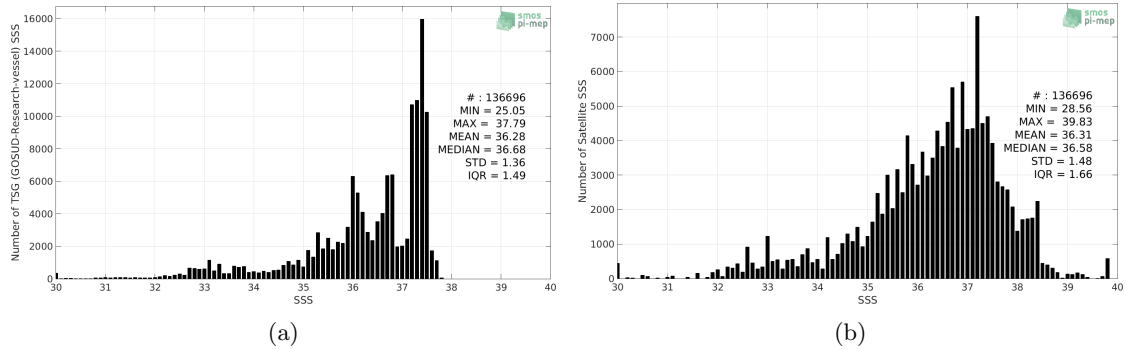 16000
14000
12000
10000
8000
6000
4000
2000
0
Number of TSG (GOSUD-Research-vessel) SSS
smos
pi-mep
# : 136696
MIN = 25.05
MAX = 37.79
MEAN = 36.28
MEDIAN = 36.68
STD = 1.36
IQR = 1.49
30 31 32 33 34 35 36 37 38 39 40
SSS
(a)
7000
6000
5000
4000
3000
2000
1000
0
Number of Satellite SSS
smos
pi-mep
# : 136696
MIN = 28.56
MAX = 39.83
MEAN = 36.31
MEDIAN = 36.58
STD = 1.48
IQR = 1.66
30 31 32 33 34 35 36 37 38 39 40
SSS
(b)